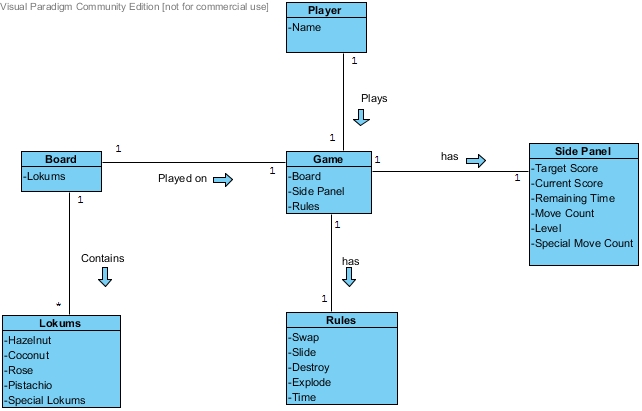 Visual Paradigm Community Edition [not for commercial use]
Player
-Name
1
Plays
1
Board
-Lokums
1
Played on
1
Game
-Board
-Side Panel
-Rules
1
has
1
Side Panel
-Target Score
-Current Score
-Remaining Time
-Move Count
-Level
-Special Move Count
1
Contains
*
1
has
1
Lokums
-Hazelnut
-Coconut
-Rose
-Pistachio
-Special Lokums
Rules
-Swap
-Slide
-Destroy
-Explode
-Time